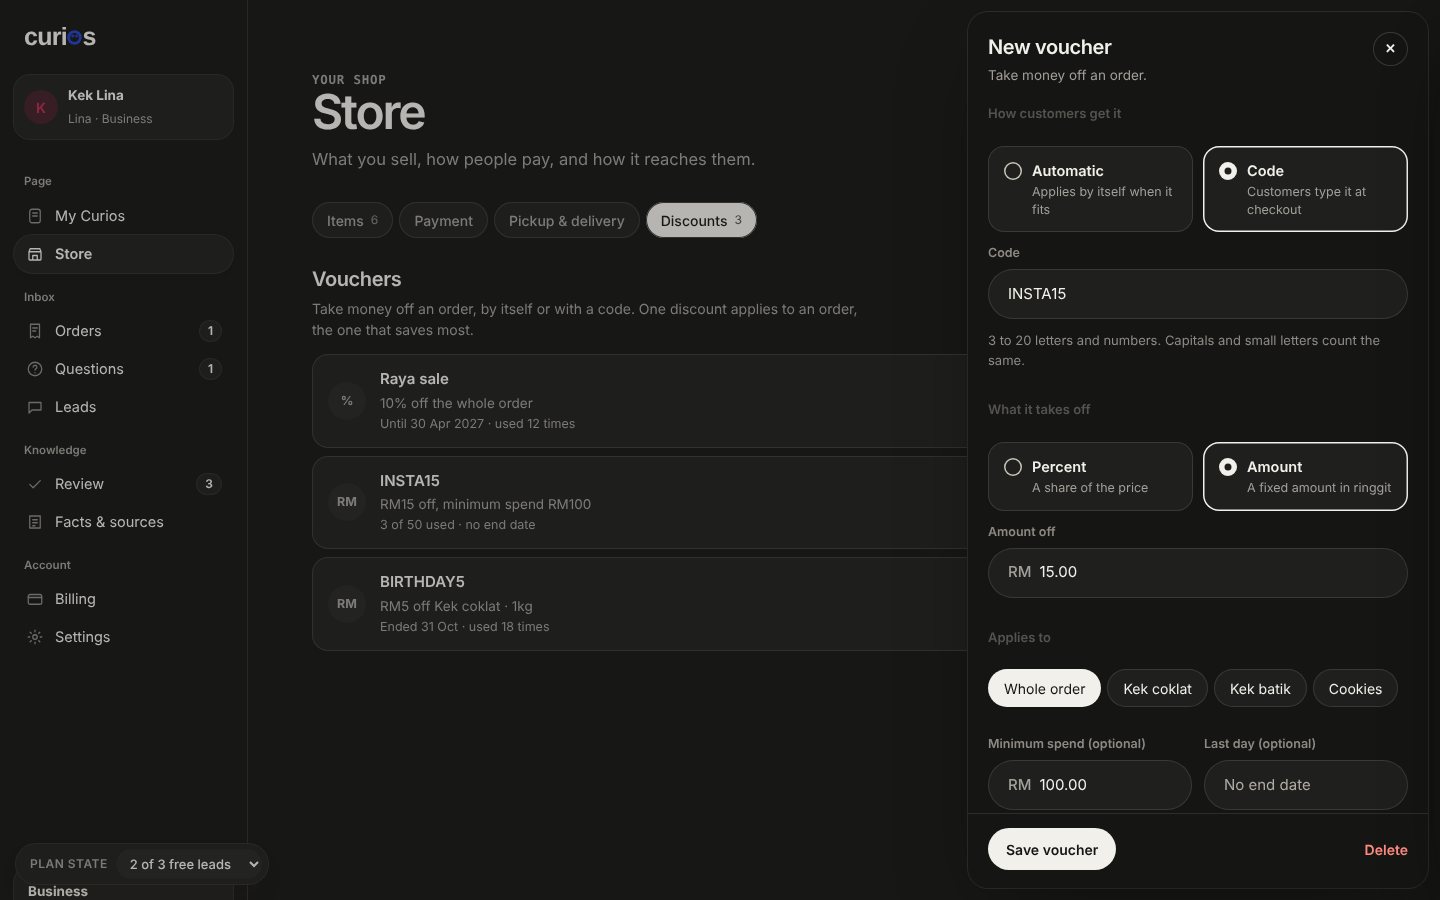 curios
K
Kek Lina
Lina · Business
Page
My Curios
Store
Inbox
Orders 1
Questions 1
Leads
Knowledge
Review 3
Facts & sources
Account
Billing
Settings
PLAN STATE 2 of 3 free leads
Business
YOUR SHOP
Store
What you sell, how people pay, and how it reaches them.
Items 6 Payment Pickup & delivery Discounts 3
Vouchers
Take money off an order, by itself or with a code. One discount applies to an order,
the one that saves most.
%
Raya sale
10% off the whole order
Until 30 Apr 2027 · used 12 times
RM
INSTA15
RM15 off, minimum spend RM100
3 of 50 used · no end date
RM
BIRTHDAY5
RM5 off Kek coklat · 1kg
Ended 31 Oct · used 18 times
New voucher
Take money off an order.
How customers get it
Automatic
Applies by itself when it
fits
Code
Customers type it at
checkout
Code
INSTA15
3 to 20 letters and numbers. Capitals and small letters count the
same.
What it takes off
Percent
A share of the price
Amount
A fixed amount in ringgit
Amount off
RM 15.00
Applies to
Whole order Kek coklat Kek batik Cookies
Minimum spend (optional) Last day (optional)
RM 100.00 No end date
Save voucher Delete